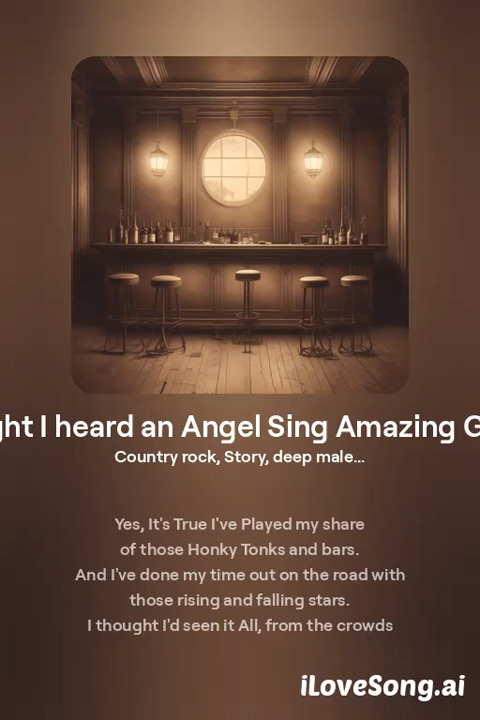 I heard an Angel Sing Amazing
Country rock, Story, deep male...
Yes, It's True I've Played my share
of those Honky Tonks and bars.
And I've done my time out on the road with
those rising and falling stars.
I thought I'd seen it All, from the crowds
iLoveSong.ai